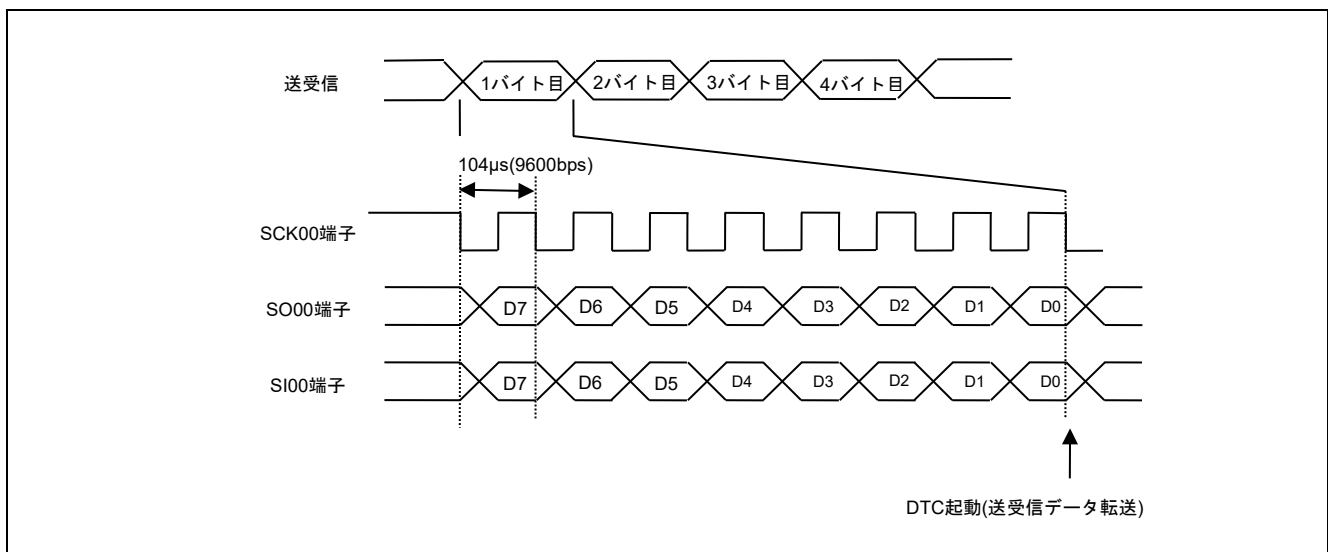 送受信
1バイト目 2バイト目 3バイト目 4バイト目
104µs(9600bps)
SCK00端子
SO00端子
D7 D6 D5 D4 D3 D2 D1 D0
SI00端子
D7 D6 D5 D4 D3 D2 D1 D0
DTC起動(送受信データ転送)